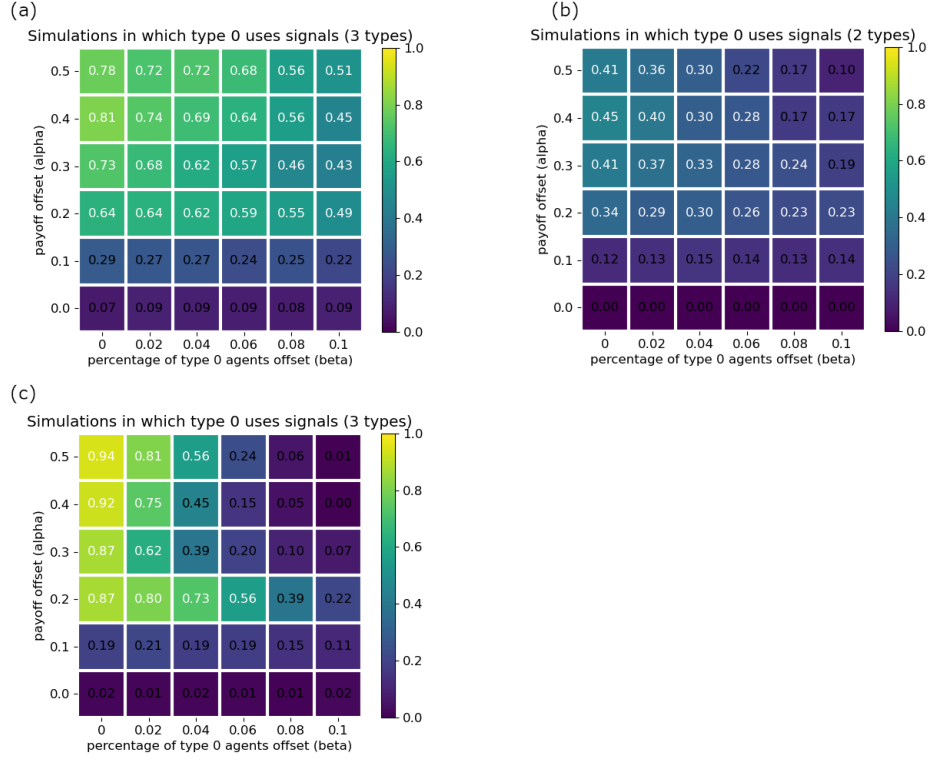 (a)
Simulations in which type 0 uses signals (3 types)
payoff offset (alpha)
0.5 0.78 0.72 0.72 0.68 0.56 0.51
0.4 0.81 0.74 0.69 0.64 0.56 0.45
0.3 0.73 0.68 0.62 0.57 0.46 0.43
0.2 0.64 0.64 0.62 0.59 0.55 0.49
0.1 0.29 0.27 0.27 0.24 0.25 0.22
0.0 0.07 0.09 0.09 0.09 0.08 0.09
0 0.02 0.04 0.06 0.08 0.1
percentage of type 0 agents offset (beta)
1.0
0.8
0.6
0.4
0.2
0.0
(b)
Simulations in which type 0 uses signals (2 types)
payoff offset (alpha)
0.5 0.41 0.36 0.30 0.22 0.17 0.10
0.4 0.45 0.40 0.30 0.28 0.17 0.17
0.3 0.41 0.37 0.33 0.28 0.24 0.19
0.2 0.34 0.29 0.30 0.26 0.23 0.23
0.1 0.12 0.13 0.15 0.14 0.13 0.14
0.0 0.00 0.00 0.00 0.00 0.00 0.00
0 0.02 0.04 0.06 0.08 0.1
percentage of type 0 agents offset (beta)
1.0
0.8
0.6
0.4
0.2
0.0
(c)
Simulations in which type 0 uses signals (3 types)
payoff offset (alpha)
0.5 0.94 0.81 0.56 0.24 0.06 0.01
0.4 0.92 0.75 0.45 0.15 0.05 0.00
0.3 0.87 0.62 0.39 0.20 0.10 0.07
0.2 0.87 0.80 0.73 0.56 0.39 0.22
0.1 0.19 0.21 0.19 0.19 0.15 0.11
0.0 0.02 0.01 0.02 0.01 0.01 0.02
0 0.02 0.04 0.06 0.08 0.1
percentage of type 0 agents offset (beta)
1.0
0.8
0.6
0.4
0.2
0.0